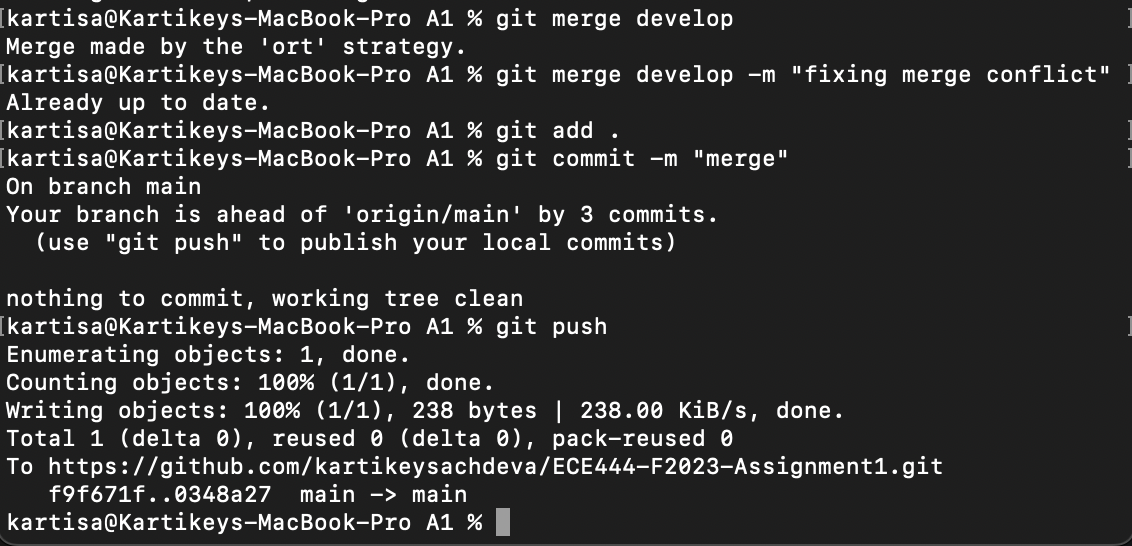 [kartisa@Kartikeys-MacBook-Pro A1 % git merge develop ]
Merge made by the 'ort' strategy.
[kartisa@Kartikeys-MacBook-Pro A1 % git merge develop -m "fixing merge conflict" ]
Already up to date.
[kartisa@Kartikeys-MacBook-Pro A1 % git add . ]
[kartisa@Kartikeys-MacBook-Pro A1 % git commit -m "merge" ]
On branch main
Your branch is ahead of 'origin/main' by 3 commits.
  (use "git push" to publish your local commits)

nothing to commit, working tree clean
[kartisa@Kartikeys-MacBook-Pro A1 % git push ]
Enumerating objects: 1, done.
Counting objects: 100% (1/1), done.
Writing objects: 100% (1/1), 238 bytes | 238.00 KiB/s, done.
Total 1 (delta 0), reused 0 (delta 0), pack-reused 0
To https://github.com/kartikeysachdeva/ECE444-F2023-Assignment1.git
   f9f671f..0348a27  main -> main
kartisa@Kartikeys-MacBook-Pro A1 %